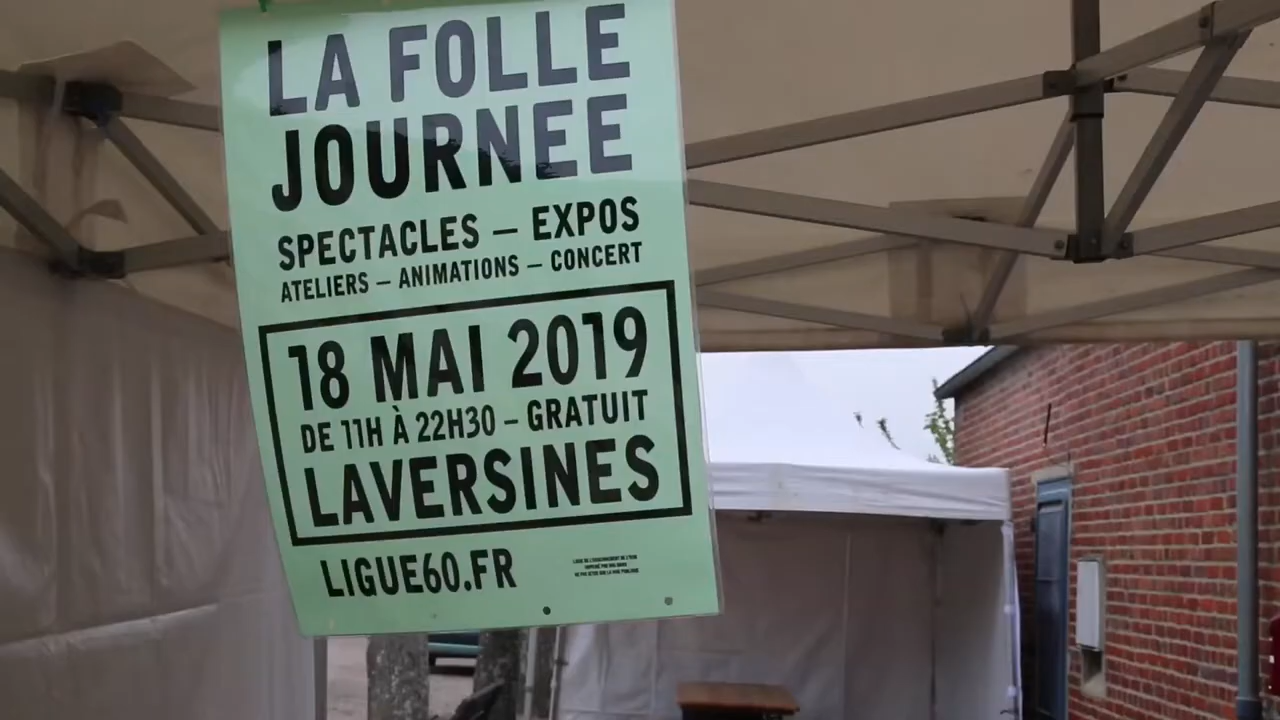 LA FOLLE
JOURNEE
SPECTACLES – EXPOS
ATELIERS – ANIMATIONS – CONCERT
18 MAI 2019
DE 11H À 22H30 – GRATUIT
LAVERSINES
LIGUE60.FR